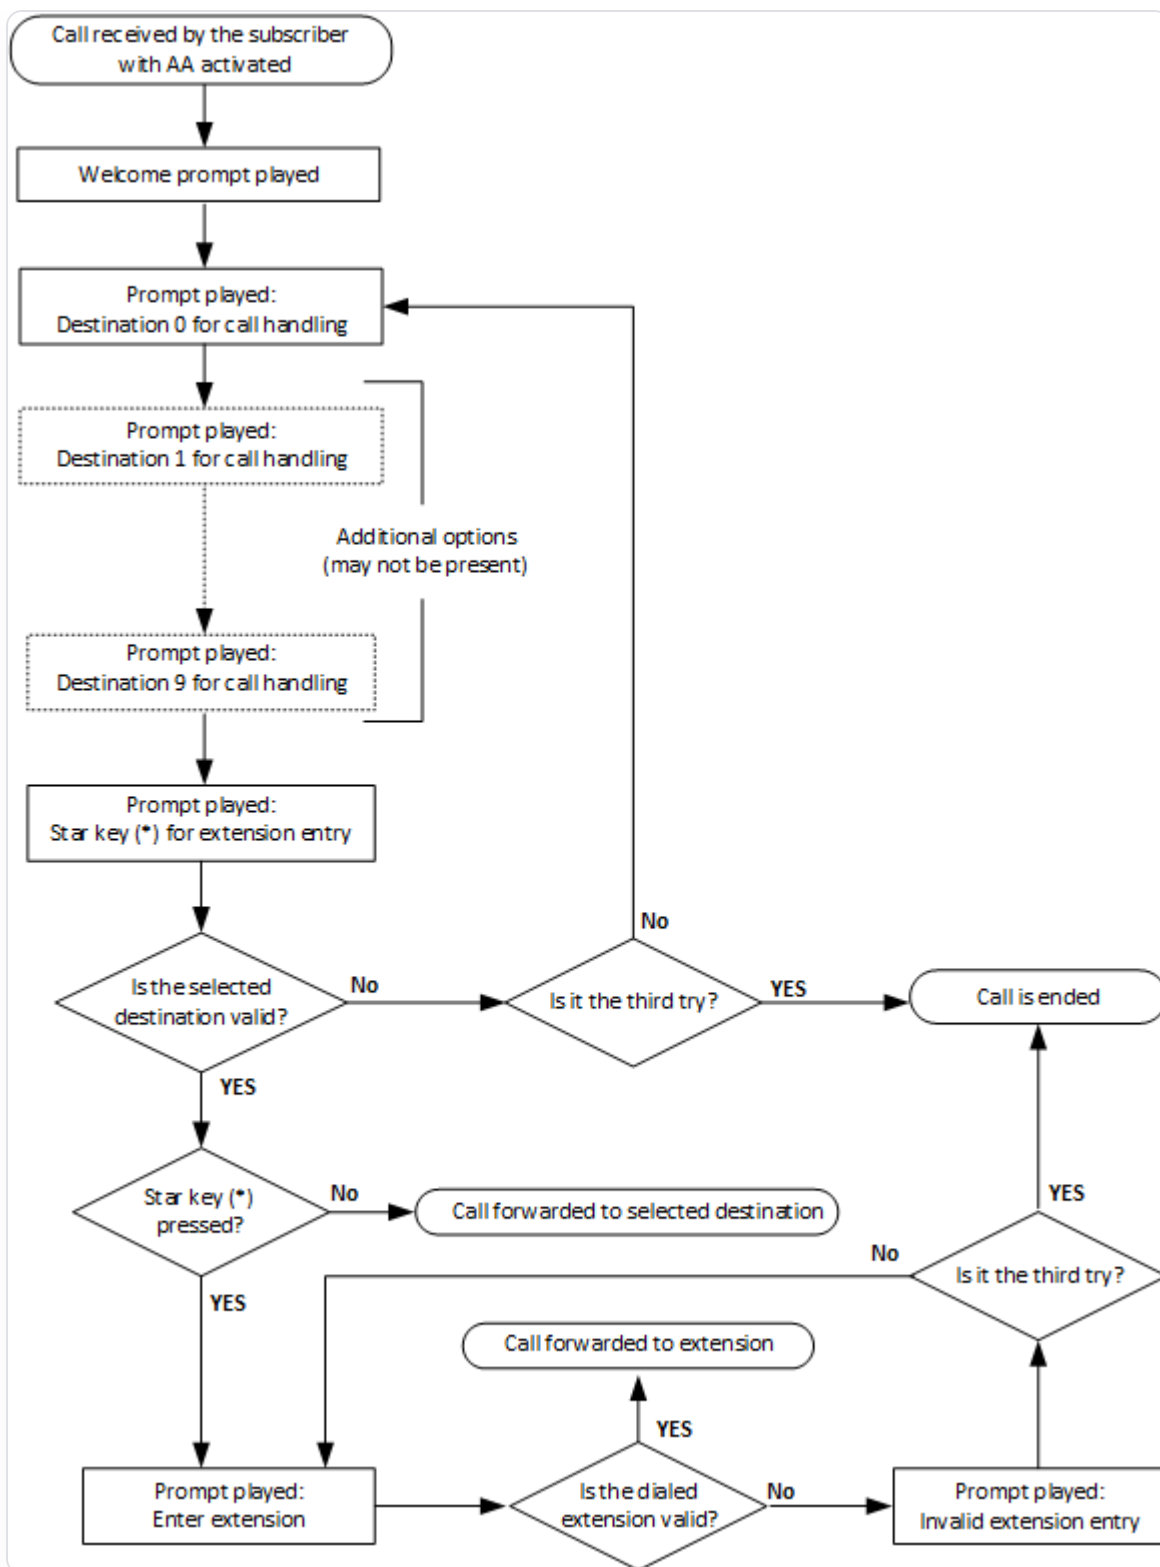 Call received by the subscriber
with AA activated
Welcome prompt played
Prompt played:
Destination 0 for call handling
Prompt played:
Destination 1 for call handling
Additional options
(may not be present)
Prompt played:
Destination 9 for call handling
Prompt played:
Star key (*) for extension entry
Is the selected
destination valid?
No
Is it the third try?
No
YES
Call is ended
YES
Star key (*)
pressed?
No
Call forwarded to selected destination
YES
Is it the third try?
YES
No
Call forwarded to extension
YES
Prompt played:
Enter extension
Is the dialed
extension valid?
No
Prompt played:
Invalid extension entry